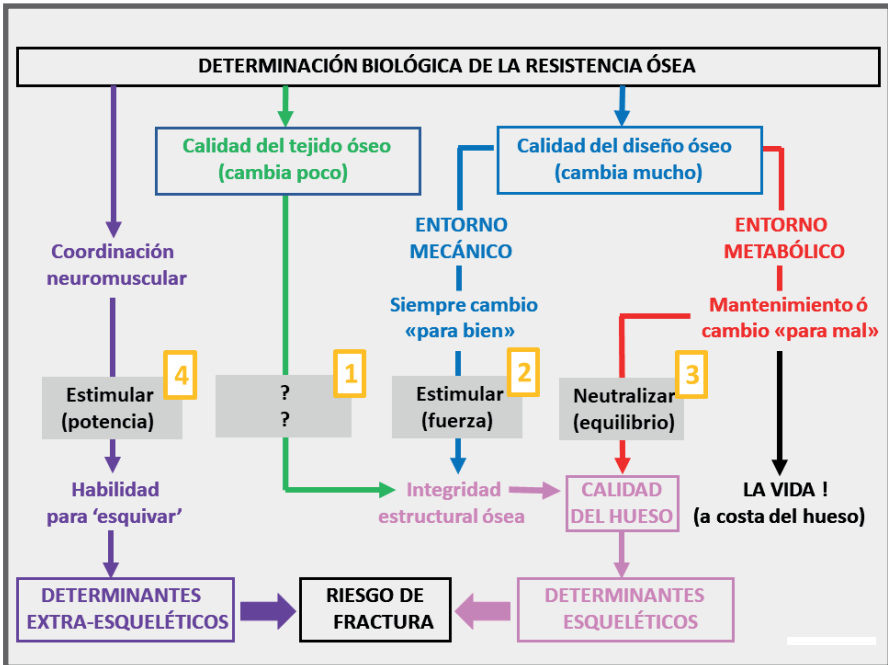 DETERMINACIÓN BIOLÓGICA DE LA RESISTENCIA ÓSEA
Calidad del tejido óseo
(cambia poco)
Calidad del diseño óseo
(cambia mucho)
Coordinación
neuromuscular
ENTORNO
MECÁNICO
ENTORNO
METABÓLICO
Siempre cambio
«para bien»
Mantenimiento ó
cambio «para mal»
4
Estimular
(potencia)
1
?
?
2
Estimular
(fuerza)
3
Neutralizar
(equilibrio)
Habilidad
para ‘esquivar’
Integridad
estructural ósea
CALIDAD
DEL HUESO
LA VIDA !
(a costa del hueso)
DETERMINANTES
EXTRA-ESQUELÉTICOS
RIESGO DE
FRACTURA
DETERMINANTES
ESQUELÉTICOS